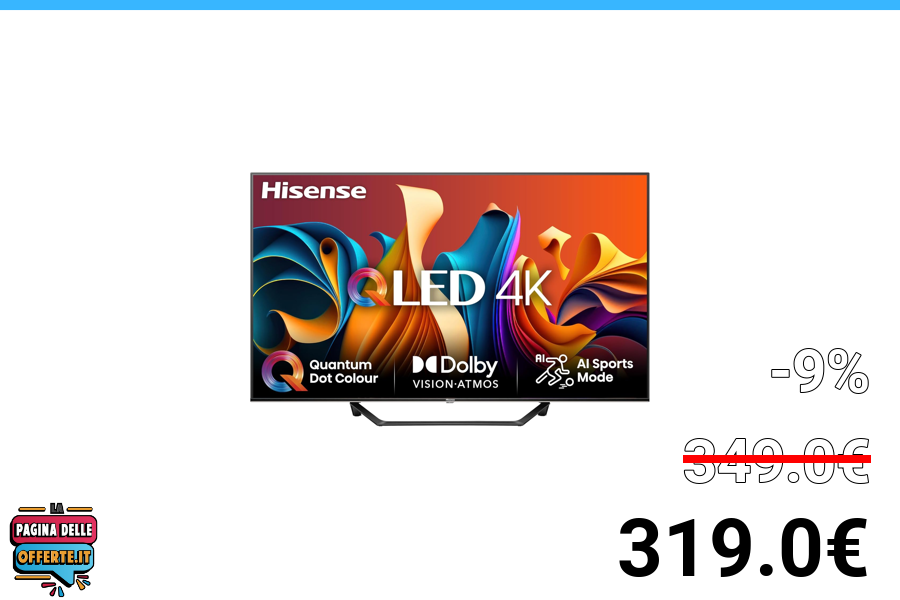 Hisense
QLED 4K
Quantum
Dot Colour
Dolby
VISION·ATMOS
AI
AI Sports
Mode
-9%
349.0€
319.0€
LA
PAGINA DELLE
OFFERTE.IT